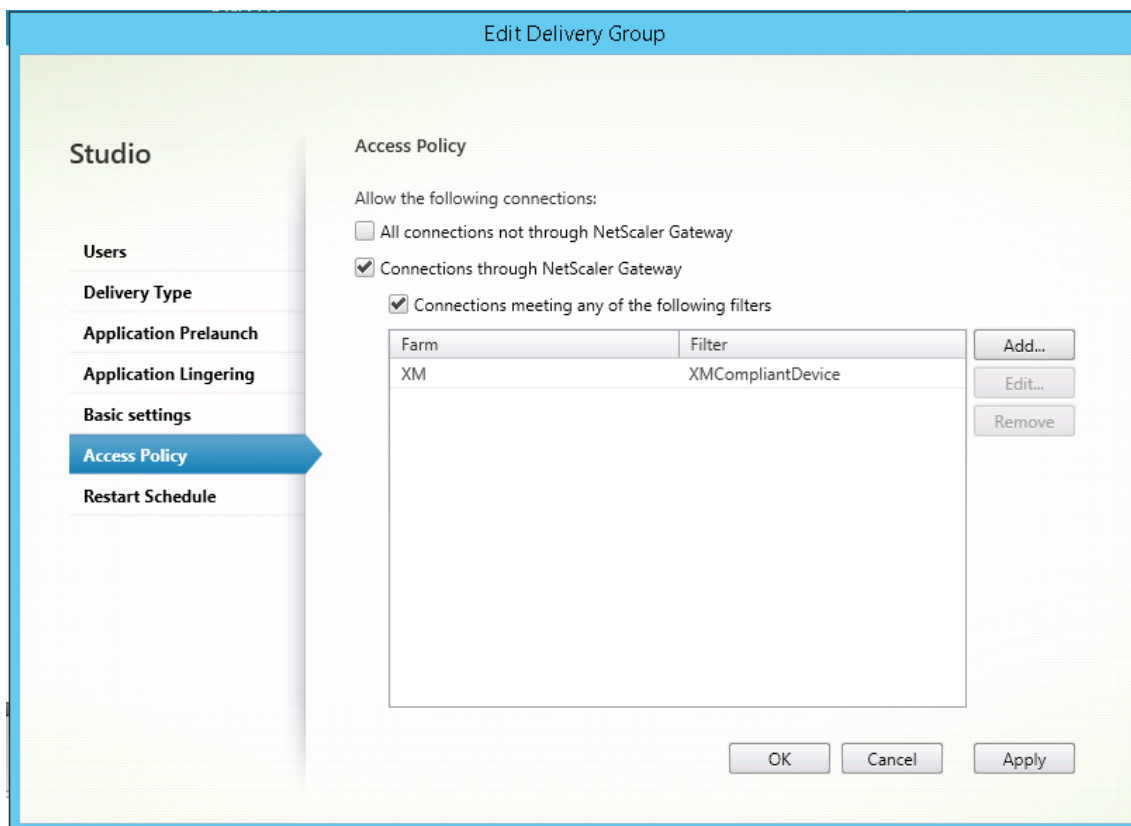 Edit Delivery Group
Studio
Users
Delivery Type
Application Prelaunch
Application Lingering
Basic settings
Access Policy
Restart Schedule
Access Policy
Allow the following connections:
All connections not through NetScaler Gateway
Connections through NetScaler Gateway
Connections meeting any of the following filters
Farm Filter
XM XMCompliantDevice
Add...
Edit...
Remove
OK Cancel Apply